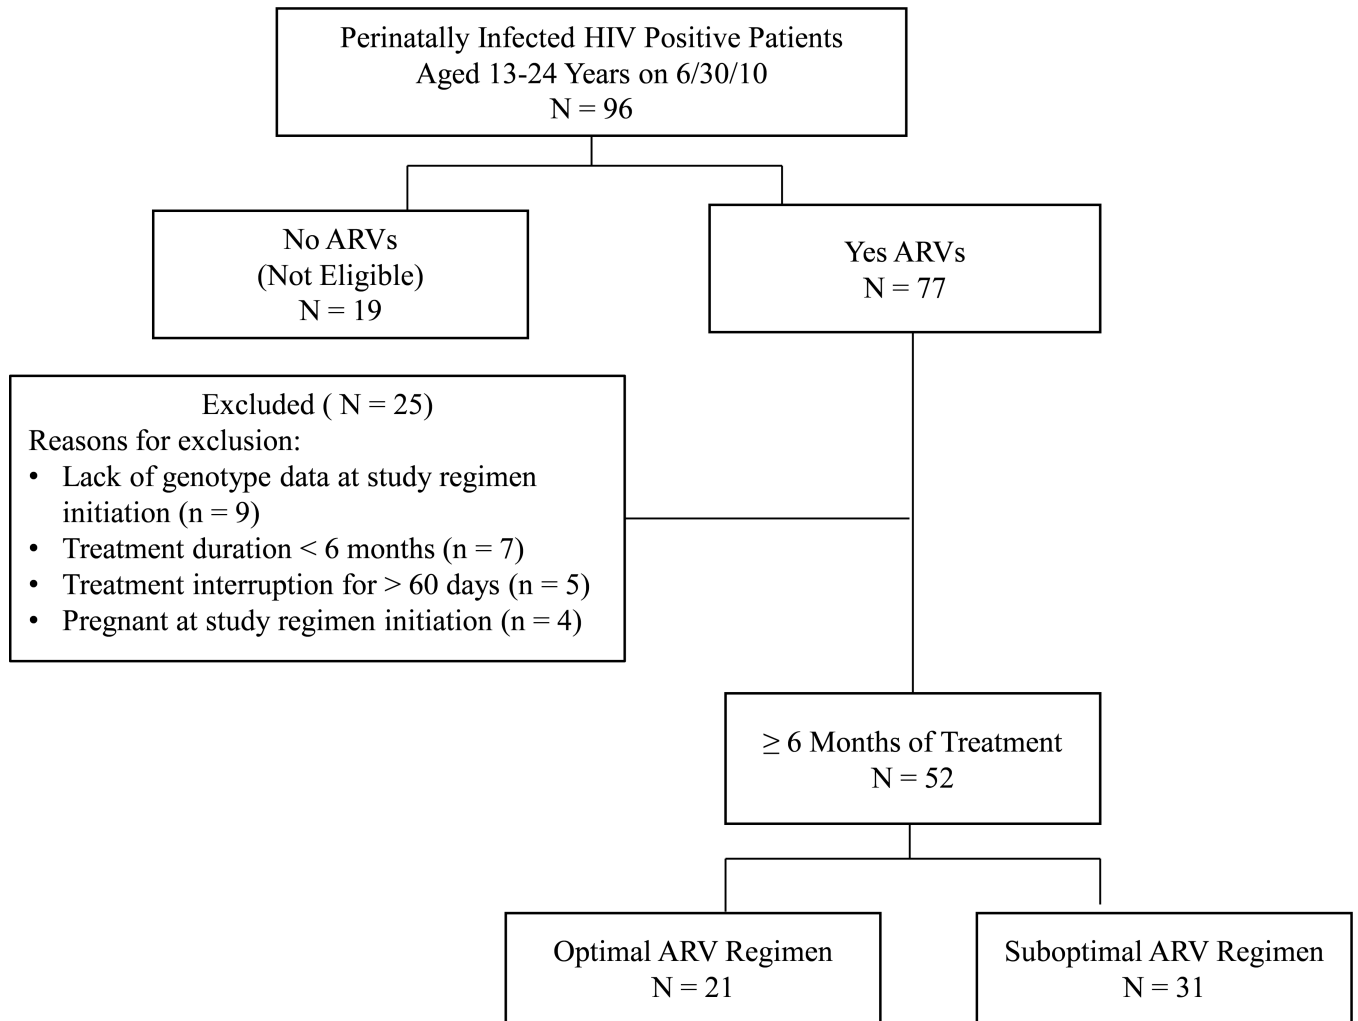 Perinatally Infected HIV Positive Patients
Aged 13-24 Years on 6/30/10
N = 96
No ARVs
(Not Eligible)
N = 19
Yes ARVs
N = 77
Excluded ( N = 25)
Reasons for exclusion:
• Lack of genotype data at study regimen
initiation (n = 9)
• Treatment duration < 6 months (n = 7)
• Treatment interruption for > 60 days (n = 5)
• Pregnant at study regimen initiation (n = 4)
≥ 6 Months of Treatment
N = 52
Optimal ARV Regimen
N = 21
Suboptimal ARV Regimen
N = 31